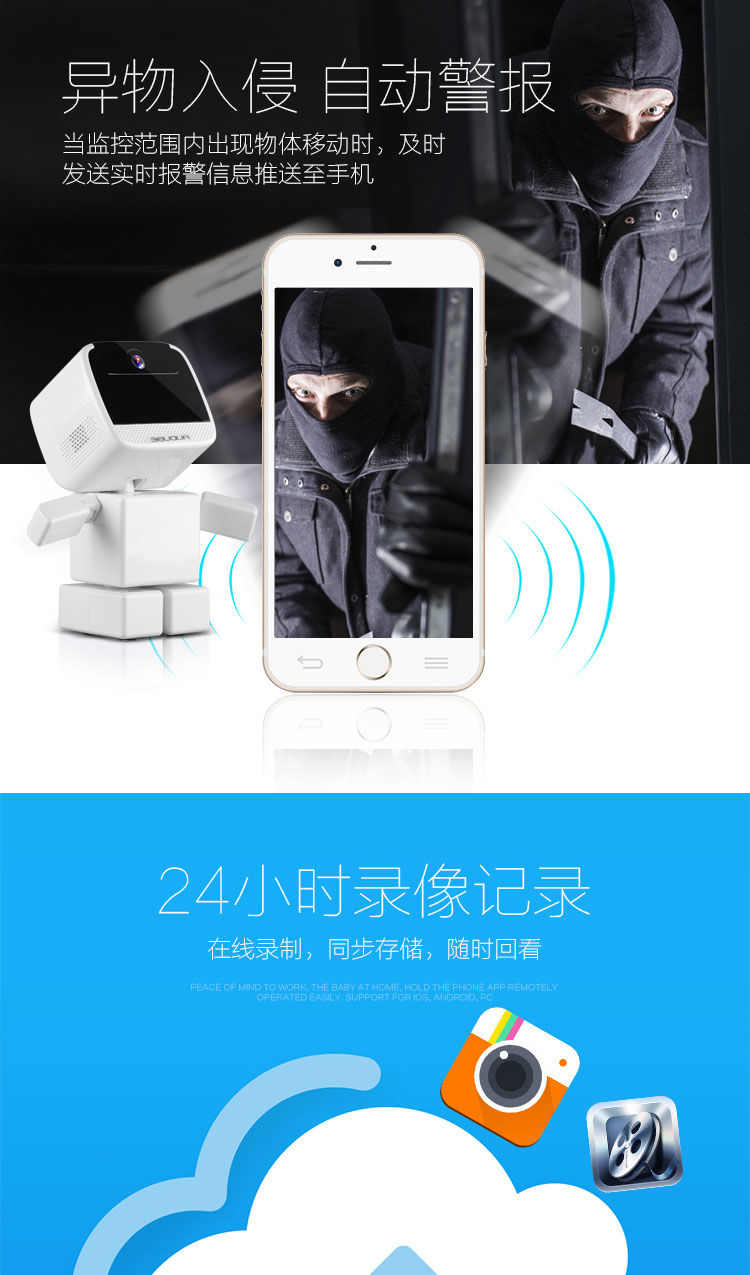 异物入侵 自动警报
当监控范围内出现物体移动时，及时
发送实时报警信息推送至手机
24小时录像记录
在线录制，同步存储，随时回看
PEACE OF MIND TO WORK, THE BABY AT HOME, HOLD THE PHONE APP REMOTELY
OPERATED EASILY. SUPPORT FOR IOS, ANDROID, PC